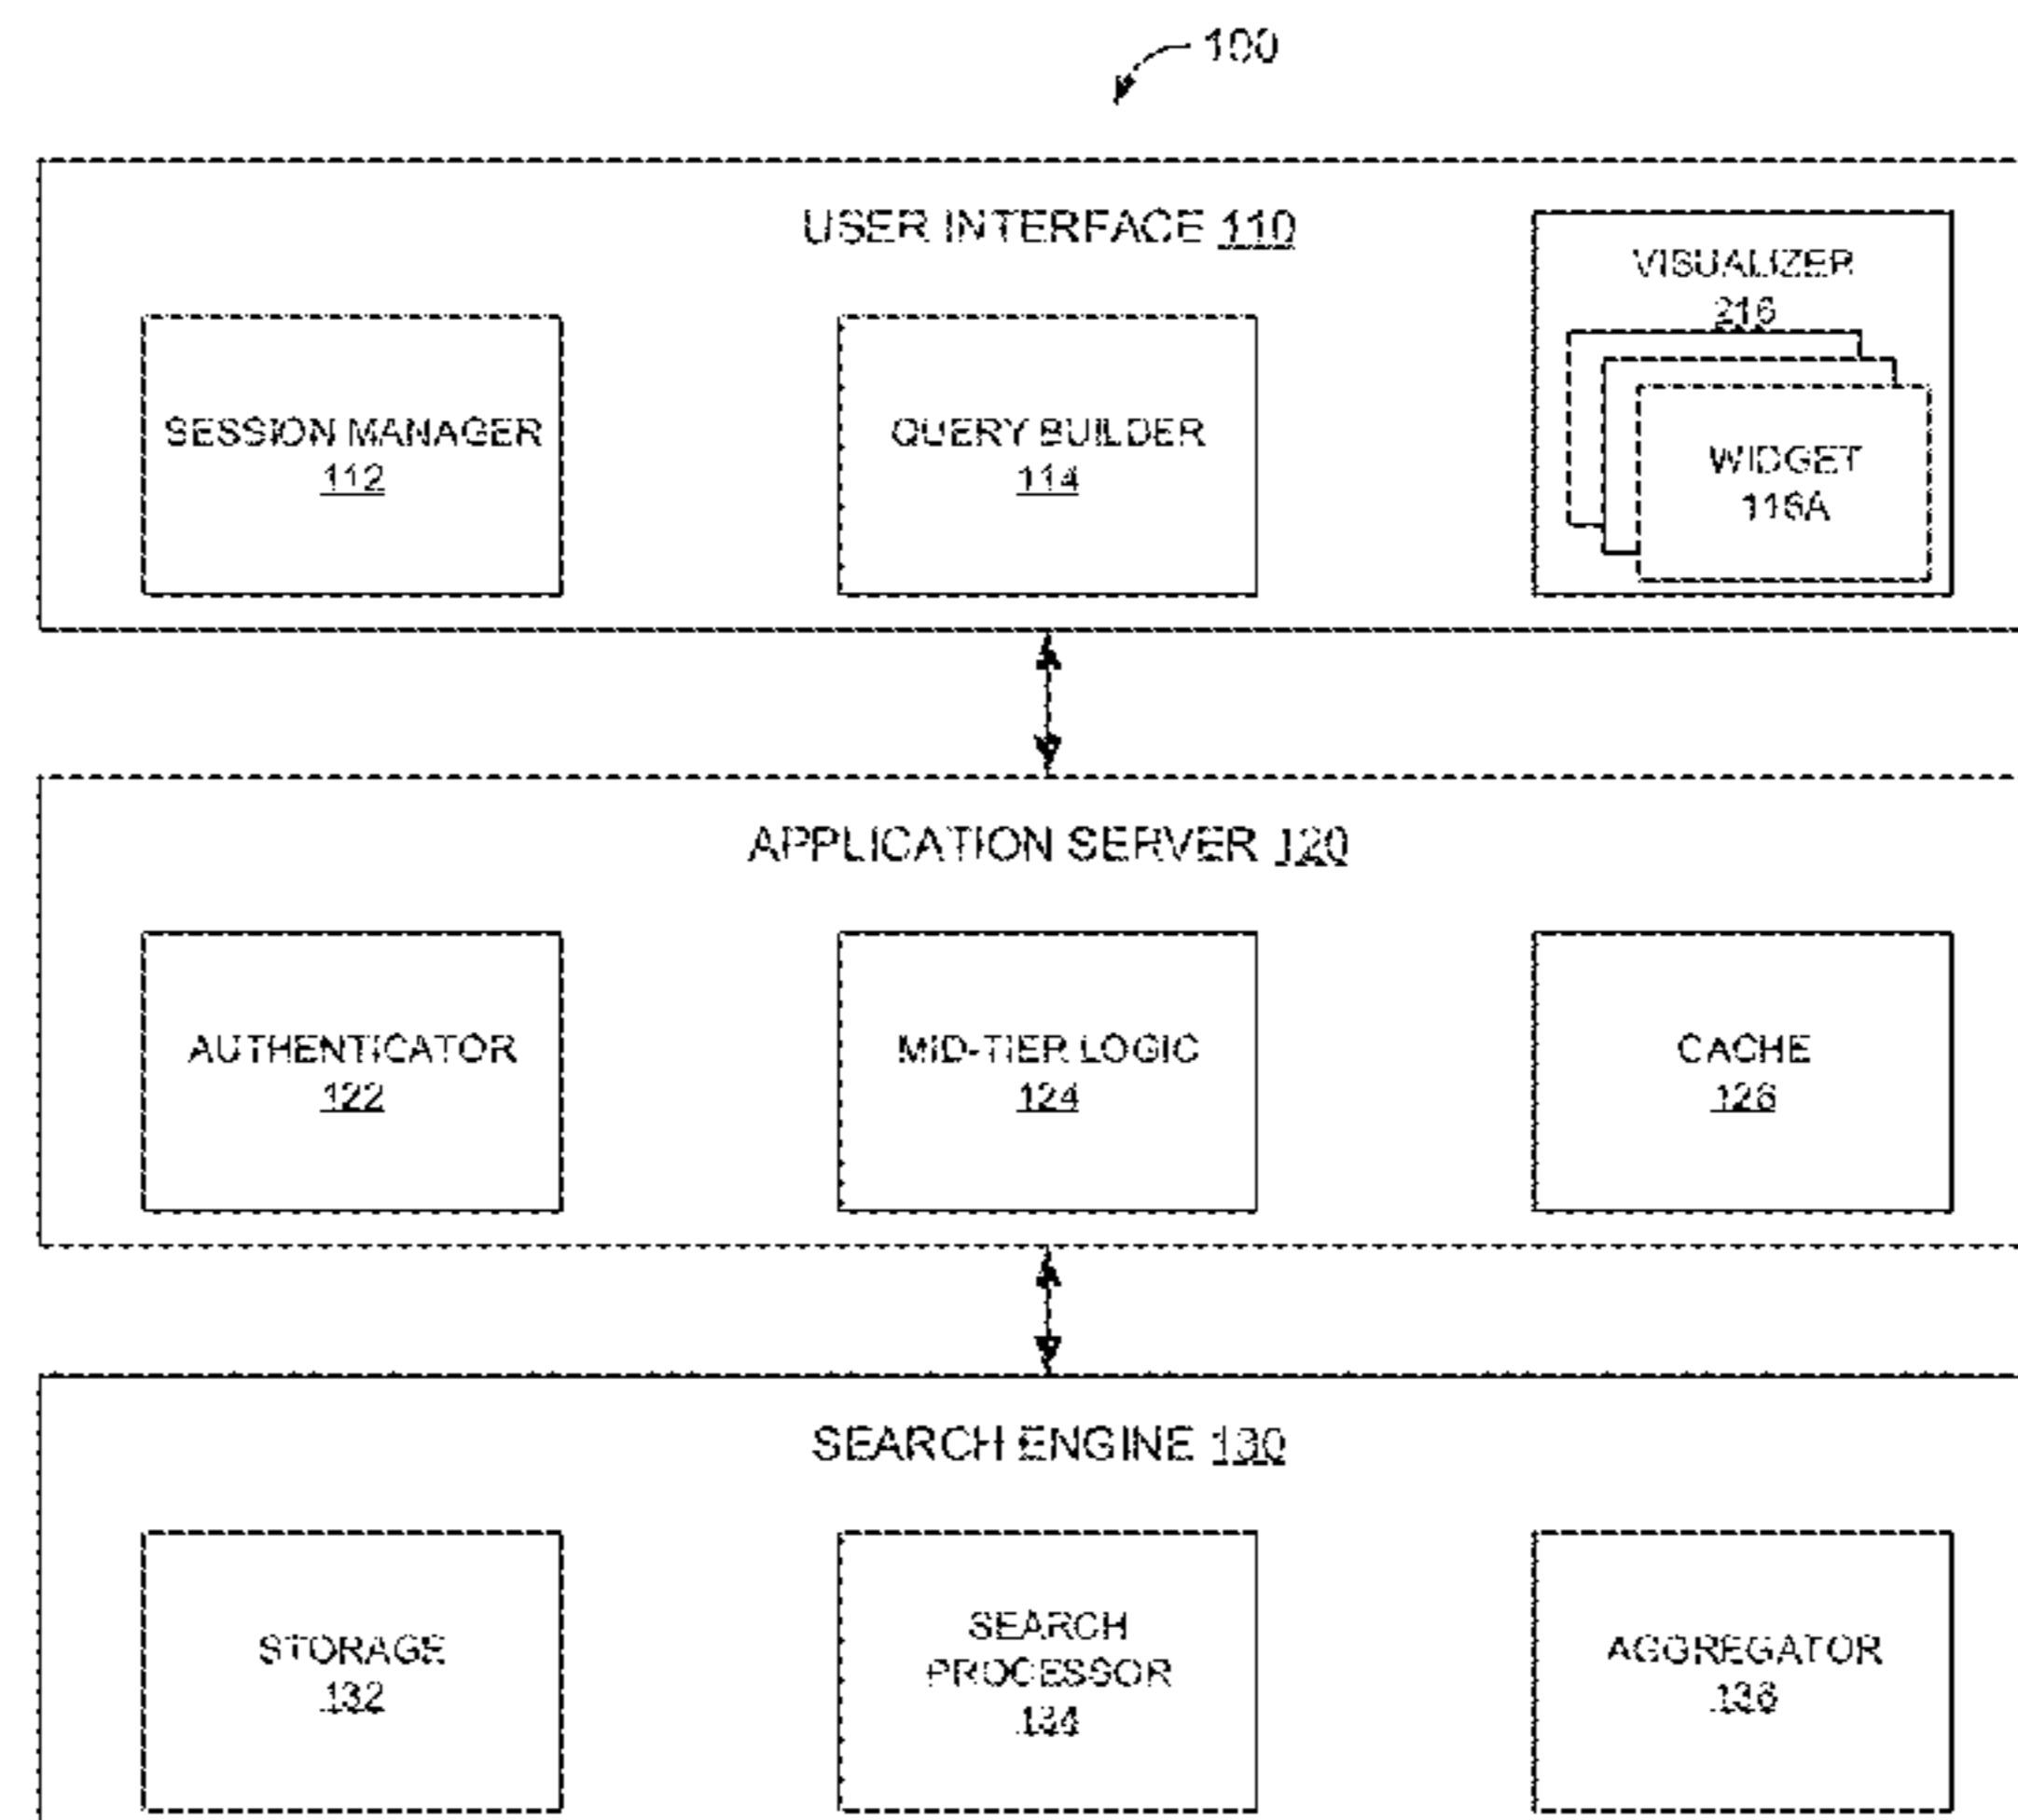 100
USER INTERFACE 110
VISUALIZER
216
SESSION MANAGER
112
QUERY BUILDER
114
WIDGET
116A
APPLICATION SERVER 120
AUTHENTICATOR
122
MID-TIER LOGIC
124
CACHE
126
SEARCH ENGINE 130
STORAGE
132
SEARCH
PROCESSOR
134
AGGREGATOR
136